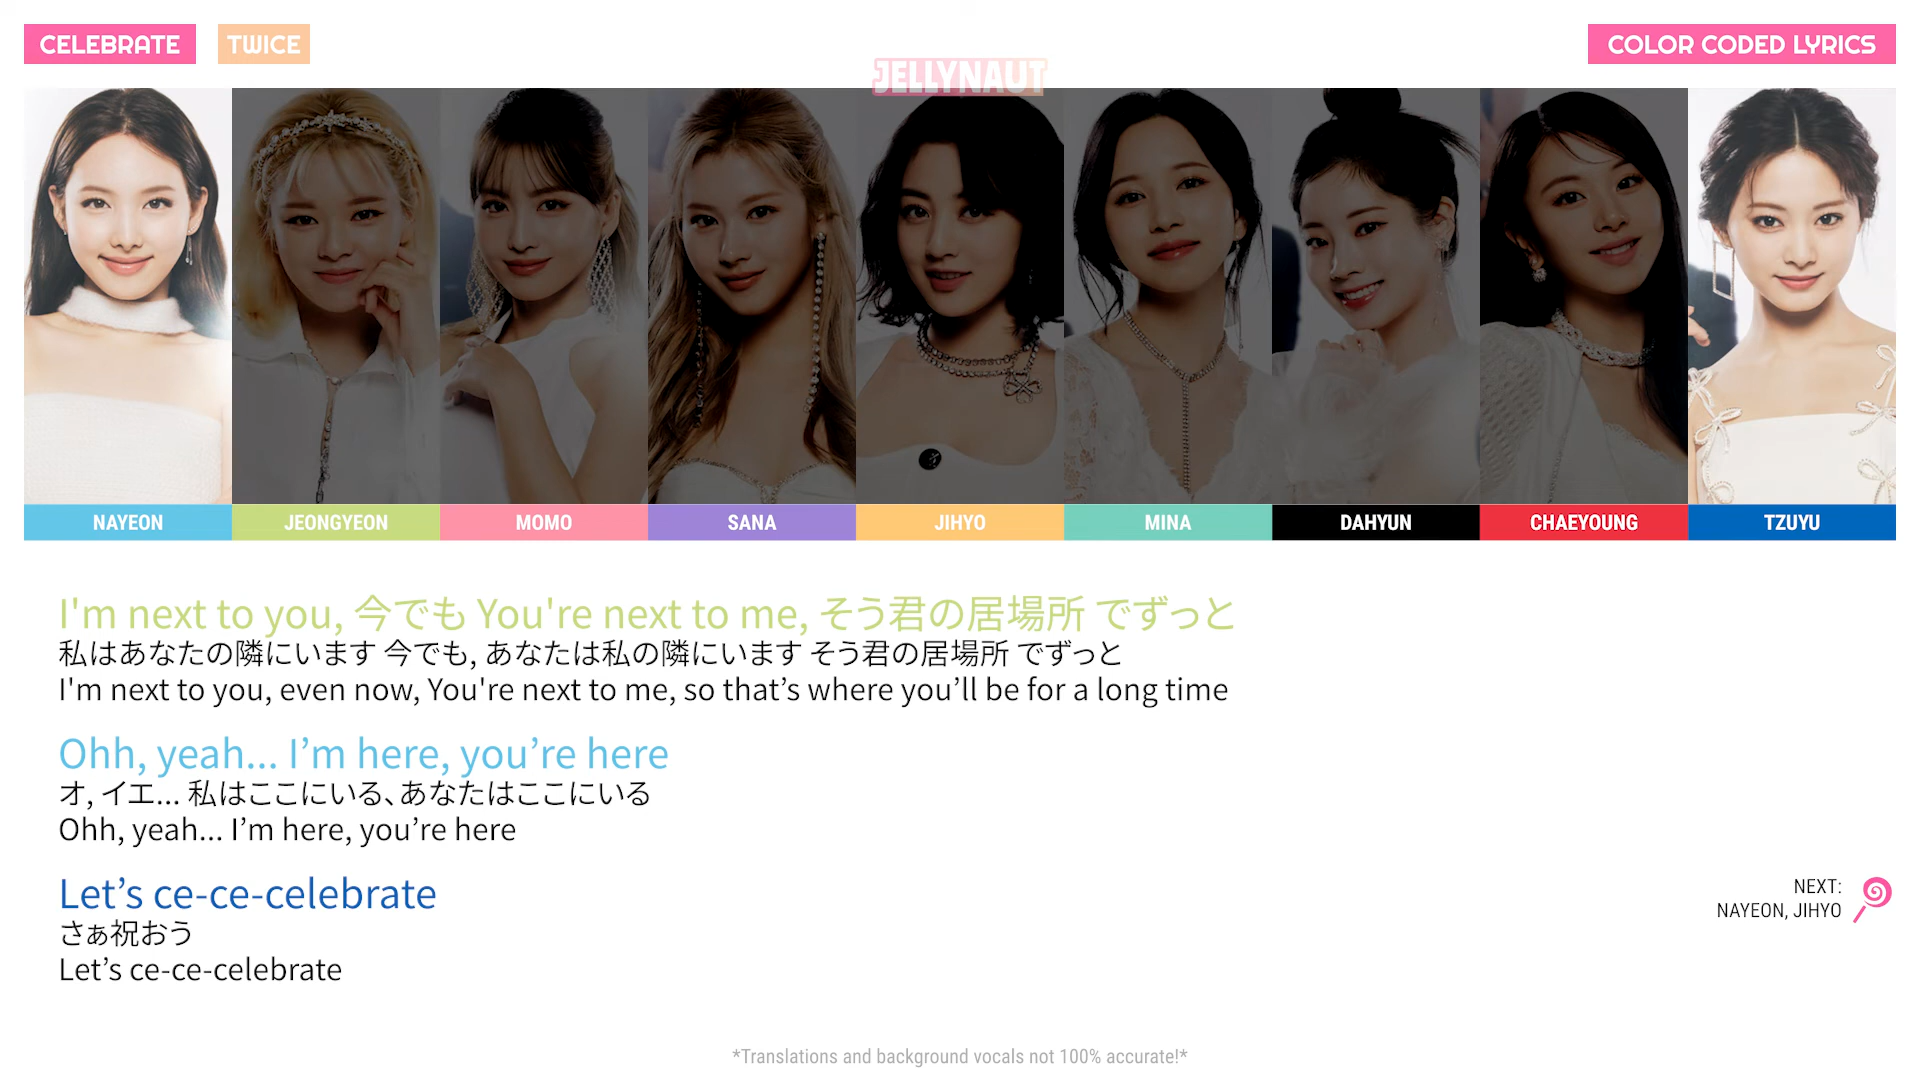 CELEBRATE
TWICE
COLOR CODED LYRICS
JELLYNAUT
NAYEON
JEONGYEON
MOMO
SANA
JIHYO
MINA
DAHYUN
CHAEYOUNG
TZUYU
I'm next to you, 今でも You're next to me, そう君の居場所 でずっと
私はあなたの隣にいます 今でも, あなたは私の隣にいます そう君の居場所 でずっと
I'm next to you, even now, You're next to me, so that’s where you’ll be for a long time
Ohh, yeah... I’m here, you’re here
オ, イエ... 私はここにいる、あなたはここにいる
Ohh, yeah... I’m here, you’re here
Let’s ce-ce-celebrate
さぁ祝おう
Let’s ce-ce-celebrate
NEXT:
NAYEON, JIHYO
*Translations and background vocals not 100% accurate!*